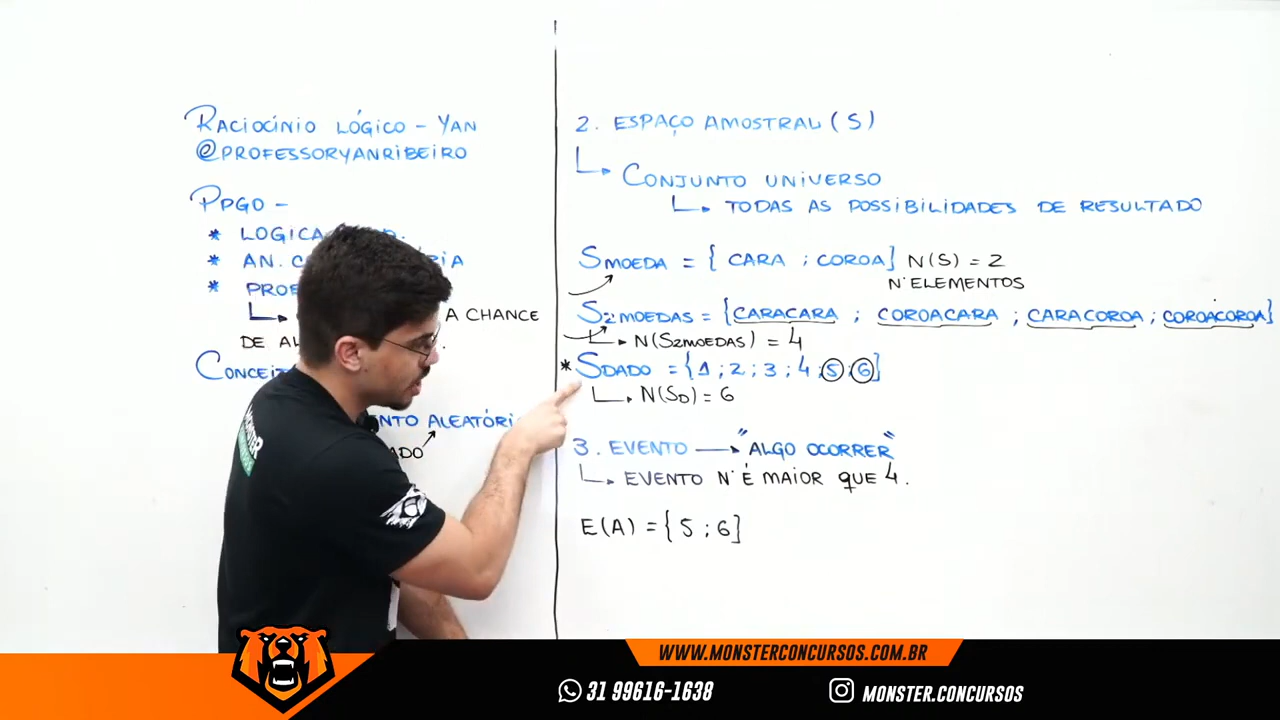 RACIOCÍNIO LÓGICO - YAN
@PROFESSORYANRIBEIRO
PPGO -
* LOGICA
* AN.
*
A CHANCE
DE
ALEATÓRI
2. ESPAÇO AMOSTRAL (S)
CONJUNTO UNIVERSO
TODAS AS POSSIBILIDADES DE RESULTADO
SMOEDA = { CARA ; COROA} N(S) = 2
N° ELEMENTOS
S2MOEDAS = {CARACARA ; COROACARA ; CARACOROA ; COROACOROA}
N(S2MOEDAS) = 4
* SDADO = {1 ; 2 ; 3 ; 4 ; 5 ; 6}
N(SD) = 6
3. EVENTO → "ALGO OCORRER"
EVENTO N° É MAIOR QUE 4.
E(A) = { 5 ; 6}
WWW.MONSTERCONCURSOS.COM.BR
31 99616-1638
MONSTER.CONCURSOS